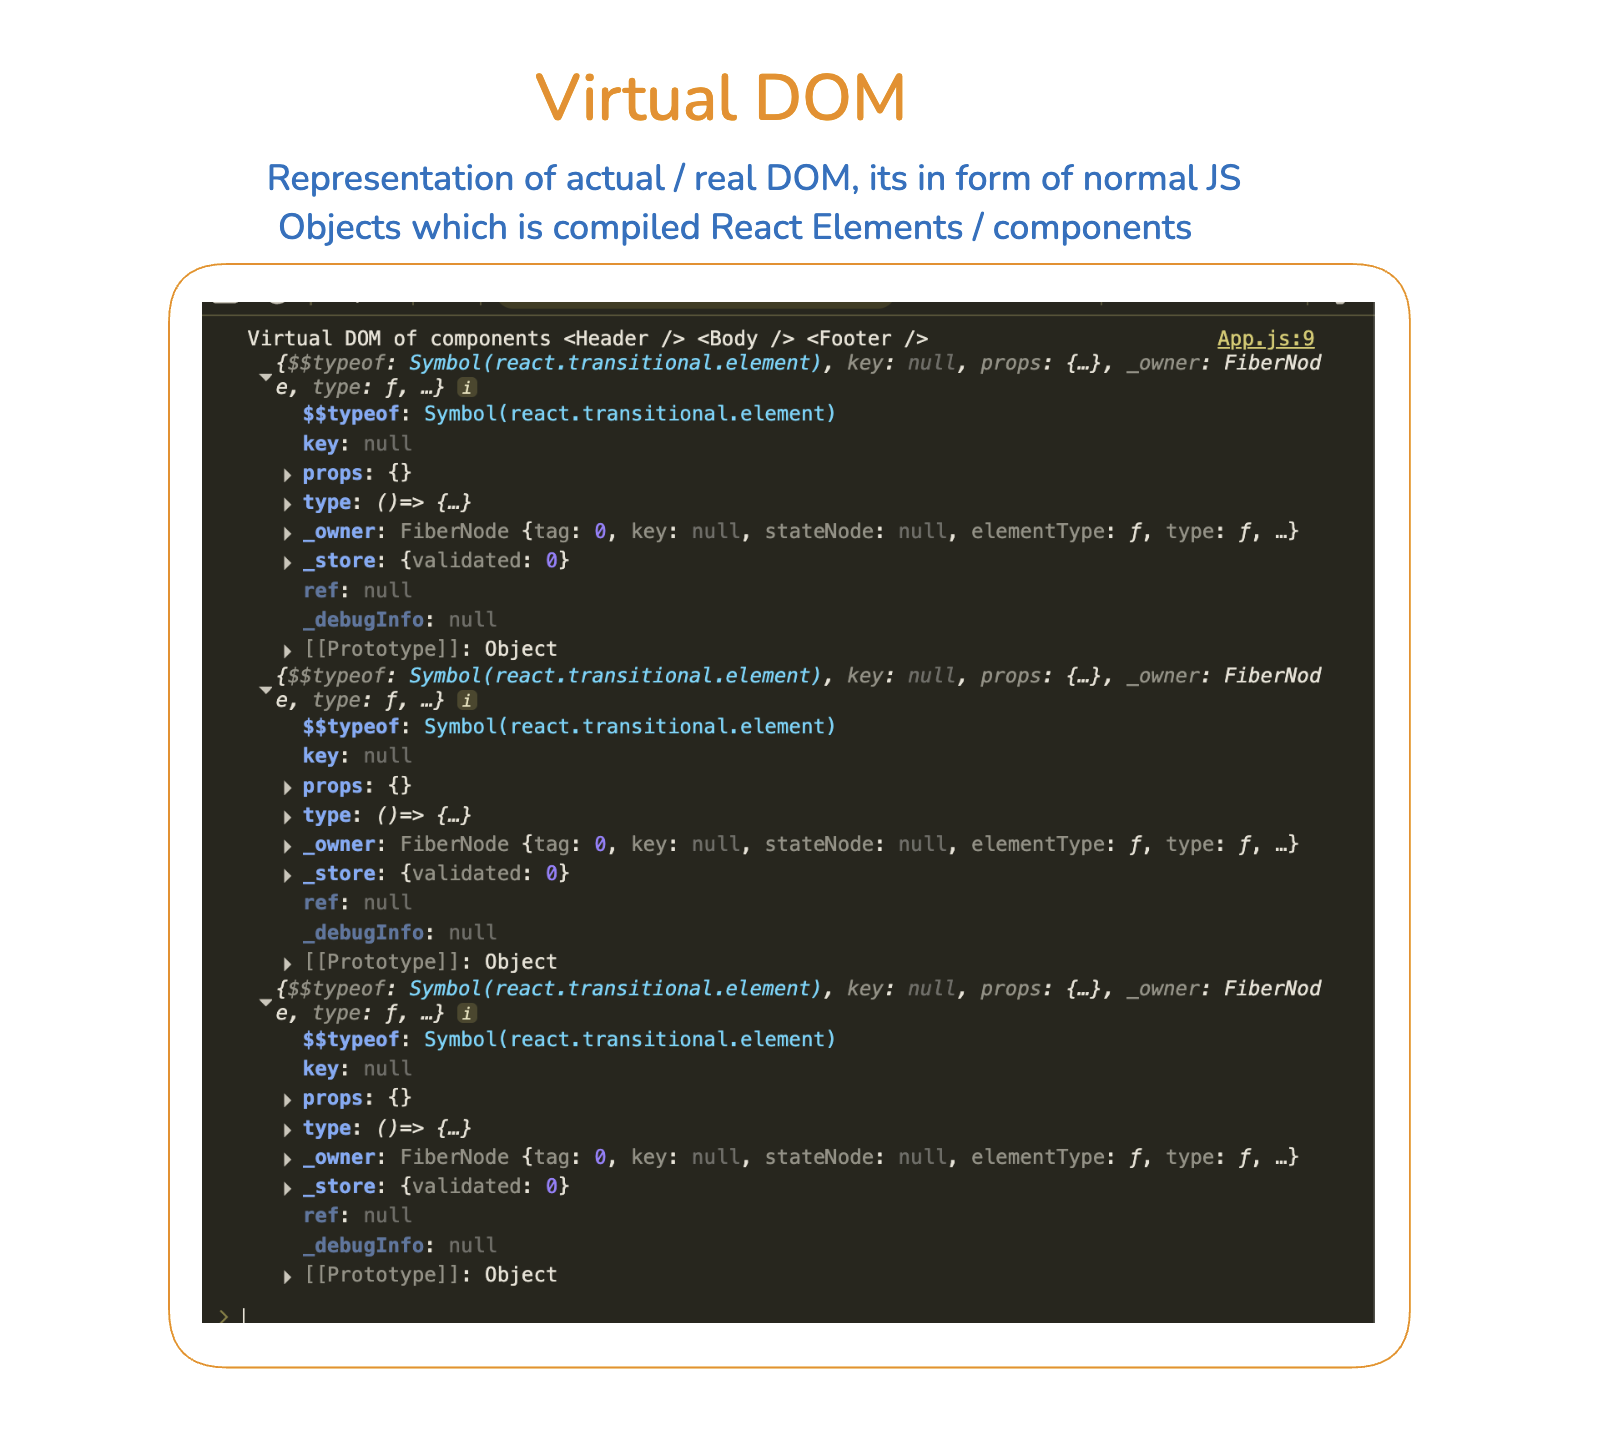 Virtual DOM
Representation of actual / real DOM, its in form of normal JS
Objects which is compiled React Elements / components
Virtual DOM of components <Header /> <Body /> <Footer /> App.js:9
{$$typeof: Symbol(react.transitional.element), key: null, props: {…}, _owner: FiberNod
e, type: ƒ, …} i
$$typeof: Symbol(react.transitional.element)
key: null
props: {}
type: ()=> {…}
_owner: FiberNode {tag: 0, key: null, stateNode: null, elementType: ƒ, type: ƒ, …}
_store: {validated: 0}
ref: null
_debugInfo: null
[[Prototype]]: Object
{$$typeof: Symbol(react.transitional.element), key: null, props: {…}, _owner: FiberNod
e, type: ƒ, …} i
$$typeof: Symbol(react.transitional.element)
key: null
props: {}
type: ()=> {…}
_owner: FiberNode {tag: 0, key: null, stateNode: null, elementType: ƒ, type: ƒ, …}
_store: {validated: 0}
ref: null
_debugInfo: null
[[Prototype]]: Object
{$$typeof: Symbol(react.transitional.element), key: null, props: {…}, _owner: FiberNod
e, type: ƒ, …} i
$$typeof: Symbol(react.transitional.element)
key: null
props: {}
type: ()=> {…}
_owner: FiberNode {tag: 0, key: null, stateNode: null, elementType: ƒ, type: ƒ, …}
_store: {validated: 0}
ref: null
_debugInfo: null
[[Prototype]]: Object
>